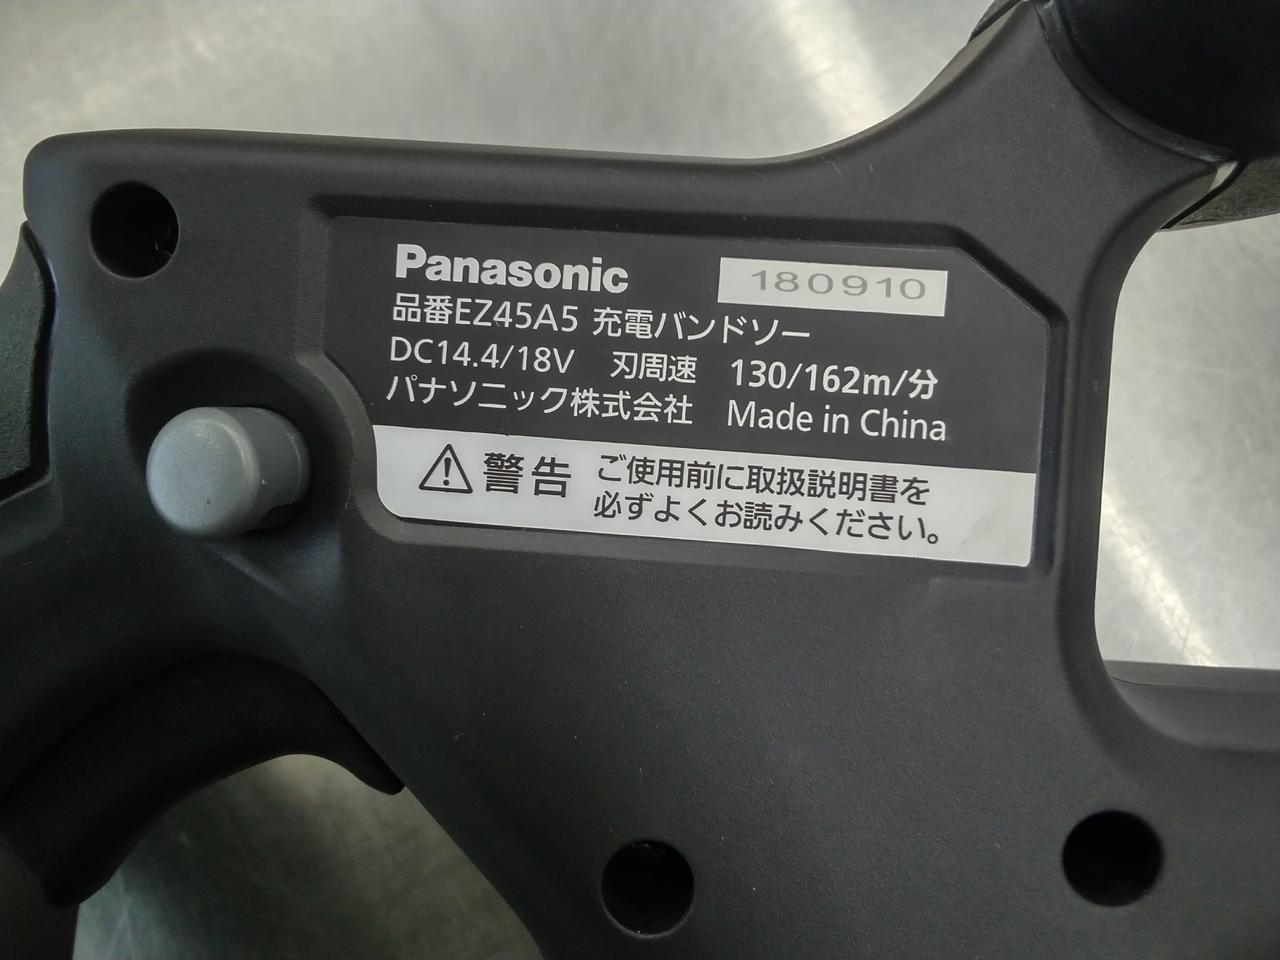 Panasonic 180910
品番EZ45A5 充電バンドソー
DC14.4/18V 刃周速 130/162m/分
パナソニック株式会社 Made in China
警告 ご使用前に取扱説明書を
必ずよくお読みください。